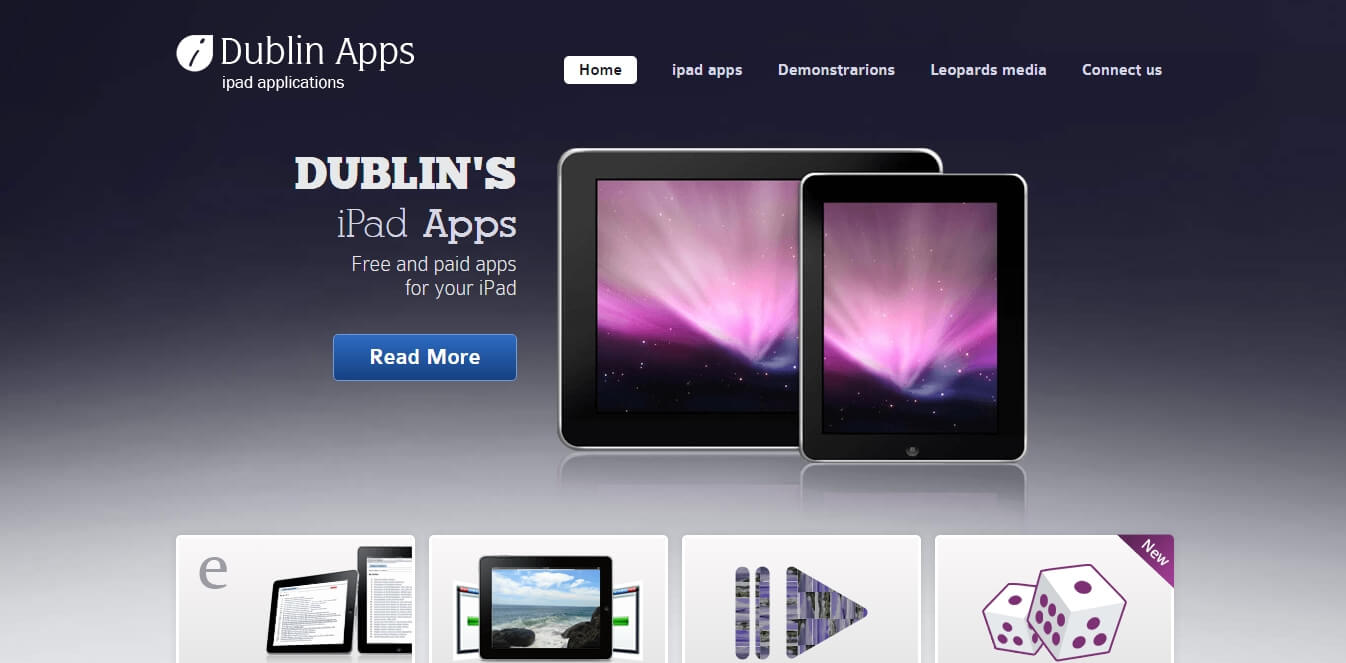 i
Dublin Apps
ipad applications
Home
ipad apps
Demonstrarions
Leopards media
Connect us
DUBLIN'S
iPad Apps
Free and paid apps
for your iPad
Read More
e
New